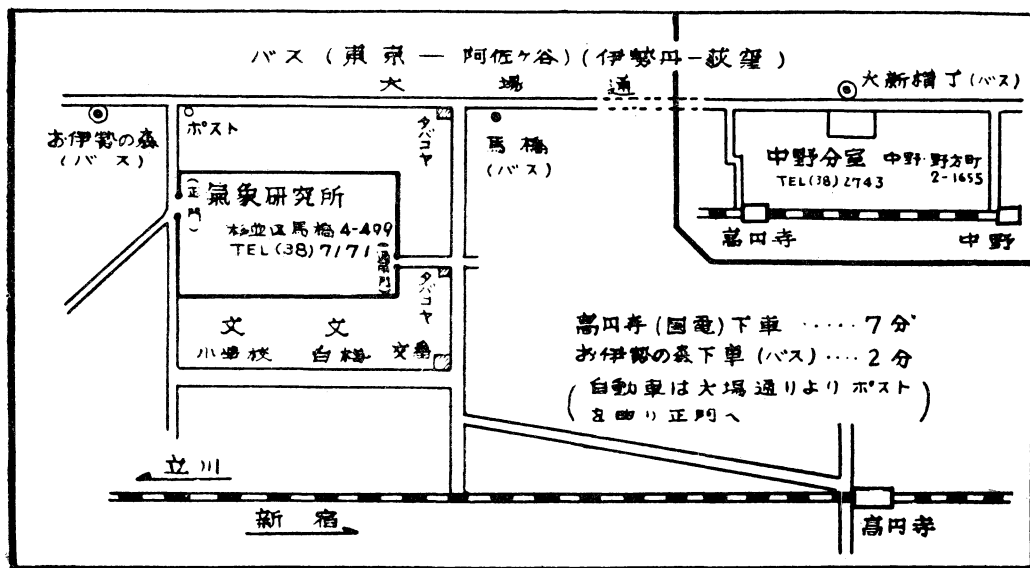 バス (東京 — 阿佐ヶ谷) (伊勢丹-荻窪)
大場通
大新横丁(バス)
お伊勢の森
(バス)
ポスト
タバコヤ
馬橋
(バス)
中野分室 中野・野方町
TEL(38)2743 2-1655
高円寺
中野
(正門)
氣象研究所
杉並区馬橋4-499
TEL(38)7171
(通用門)
タバコヤ
文 文
小学校 白梅 交番
高円寺(国電)下車 ····· 7分
お伊勢の森下車(バス) ···· 2分
(自動車は大場通りより ポスト
を曲り正門へ)
立川
新宿
高円寺